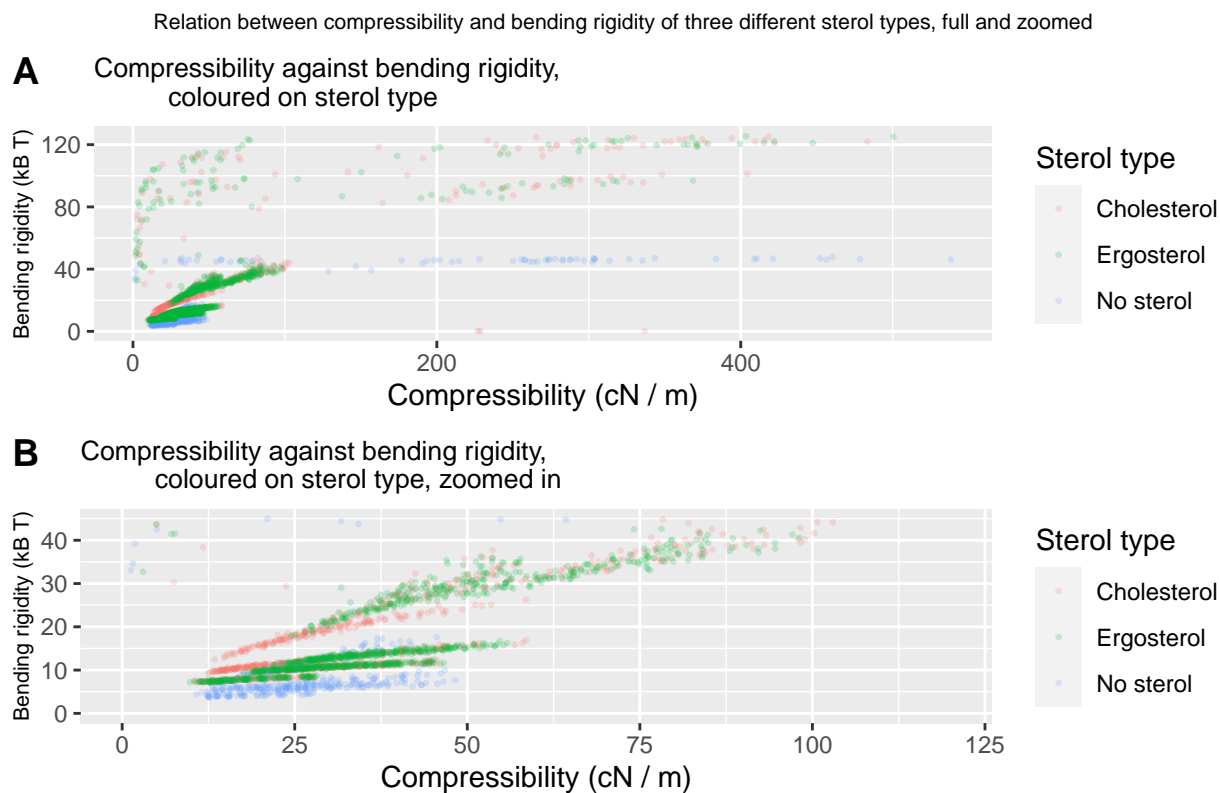 Relation between compressibility and bending rigidity of three different sterol types, full and zoomed
A
Compressibility against bending rigidity,
coloured on sterol type
Bending rigidity (kB T)
120
80
40
0
0
200
400
Compressibility (cN / m)
Sterol type
Cholesterol
Ergosterol
No sterol
B
Compressibility against bending rigidity,
coloured on sterol type, zoomed in
Bending rigidity (kB T)
40
30
20
10
0
0
25
50
75
100
125
Compressibility (cN / m)
Sterol type
Cholesterol
Ergosterol
No sterol